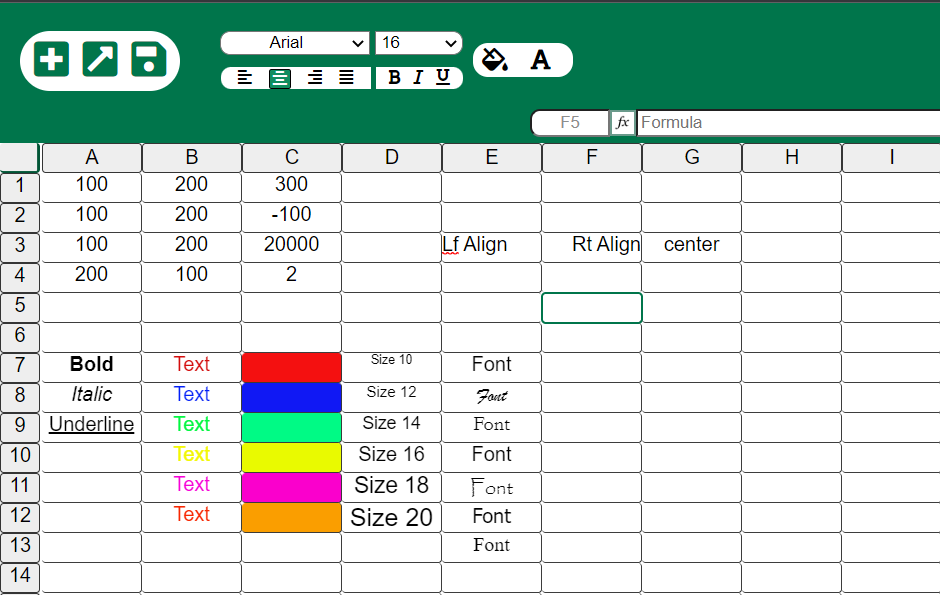 Arial 16
A
B I U
F5 fx Formula
A B C D E F G H I
1 100 200 300
2 100 200 -100
3 100 200 20000 Lf Align Rt Align center
4 200 100 2
5
6
7 Bold Text Size 10 Font
8 Italic Text Size 12 Font
9 Underline Text Size 14 Font
10 Text Size 16 Font
11 Text Size 18 Font
12 Text Size 20 Font
13 Font
14